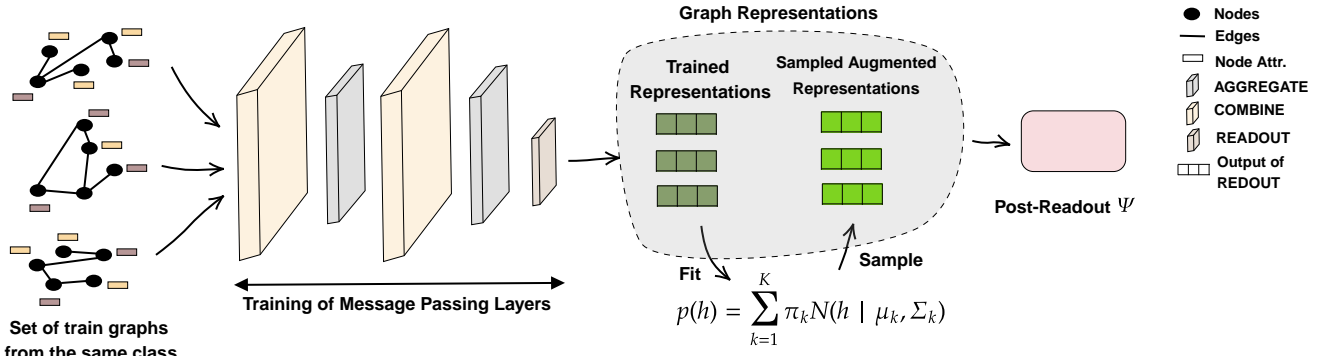 Graph Representations
Trained
Representations
Sampled Augmented
Representations
Nodes
Edges
Node Attr.
AGGREGATE
COMBINE
READOUT
Output of
REDOUT
Post-Readout Ψ
Fit
Sample
p(h) = ∑_{k=1}^{K} π_k N(h | μ_k, Σ_k)
Training of Message Passing Layers
Set of train graphs
from the same class